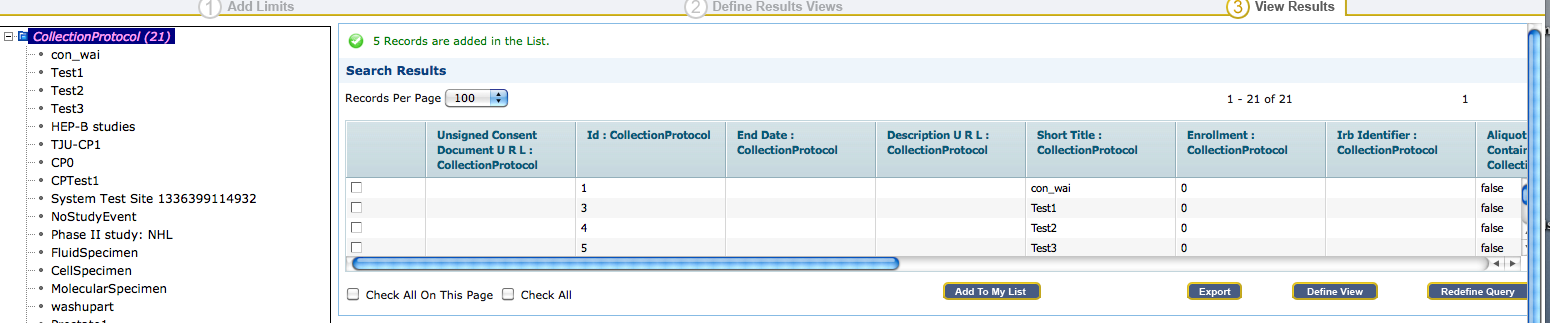 1 Add Limits
2 Define Results Views
3 View Results
CollectionProtocol (21)
con_wai
Test1
Test2
Test3
HEP-B studies
TJU-CP1
CP0
CPTest1
System Test Site 1336399114932
NoStudyEvent
Phase II study: NHL
FluidSpecimen
CellSpecimen
MolecularSpecimen
washupart
Prostate1
5 Records are added in the List.
Search Results
Records Per Page 100
1 - 21 of 21
1
Unsigned Consent
Document U R L :
CollectionProtocol
Id : CollectionProtocol
End Date :
CollectionProtocol
Description U R L :
CollectionProtocol
Short Title :
CollectionProtocol
Enrollment :
CollectionProtocol
Irb Identifier :
CollectionProtocol
Aliquot
Contain
Collecti
1 con_wai 0 false
3 Test1 0 false
4 Test2 0 false
5 Test3 0 false
Check All On This Page
Check All
Add To My List
Export
Define View
Redefine Query